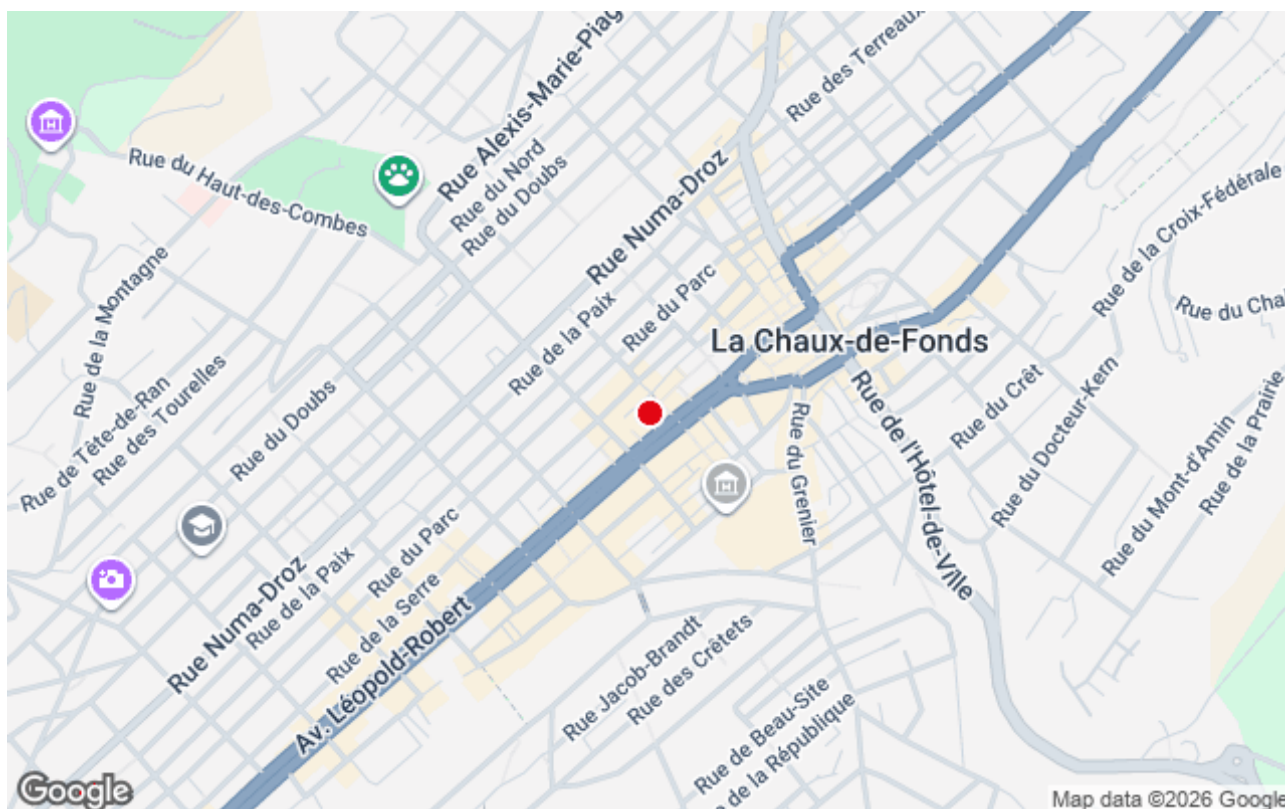 Rue Alexis-Marie-Piag
Rue des Terreaux
Rue du Nord
Rue du Doubs
Rue du Haut-des-Combes
Rue Numa-Droz
Rue de la Croix-Fédérale
Rue de la Montagne
Rue du Parc
Rue du Cha
Rue de la Paix
La Chaux-de-Fonds
Rue du Crêt
Rue de Tête-de-Ran
Rue des Tourelles
Rue du Doubs
Rue du Grenier
Rue de l'Hôtel-de-Ville
Rue du Docteur-Kern
Rue du Mont-d'Amin
Rue de la Prairie
Rue du Parc
Rue de la Paix
Rue Numa-Droz
Rue de la Serre
Av. Léopold-Robert
Rue Jacob-Brandt
Rue des Crêtets
Rue de Beau-Site
e de la République
Google
Map data ©2026 Google